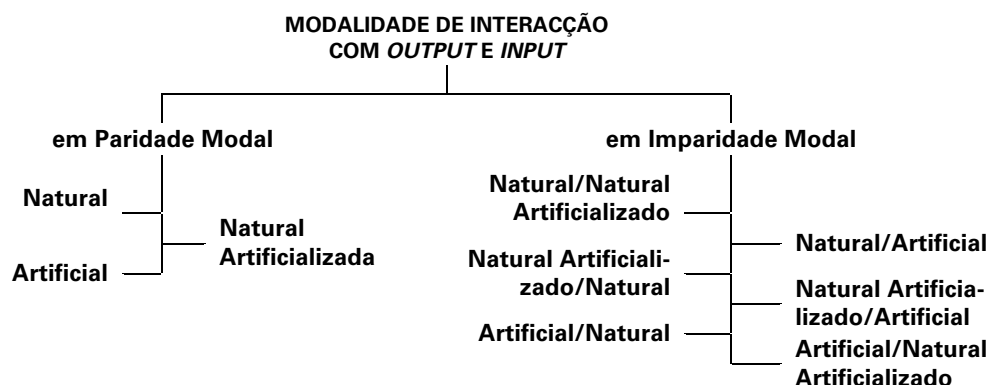 MODALIDADE DE INTERACÇÃO
COM OUTPUT E INPUT
em Paridade Modal
Natural
Natural
Artificializada
Artificial
em Imparidade Modal
Natural/Natural
Artificializado
Natural/Artificial
Natural Artificiali-
zado/Natural
Natural Artificia-
lizado/Artificial
Artificial/Natural
Artificial/Natural
Artificializado